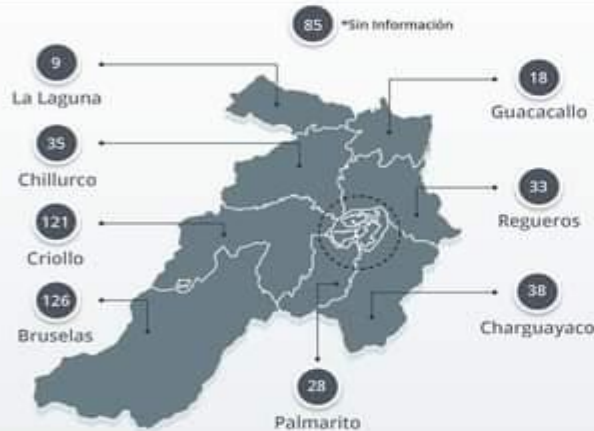 85 *Sin Información
9
La Laguna
18
Guacacallo
35
Chillurco
33
Regueros
121
Criollo
126
Bruselas
38
Charguayaco
28
Palmarito